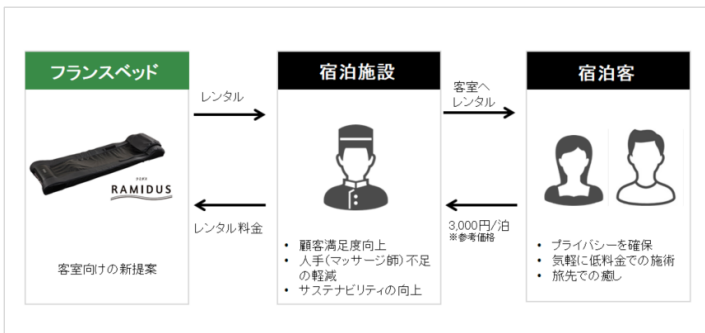 フランスベッド
RAMIDUS
客室向けの新提案
レンタル
レンタル料金
宿泊施設
• 顧客満足度向上
• 人手(マッサージ師)不足
の軽減
• サステナビリティの向上
客室へ
レンタル
3,000円/泊
※参考価格
宿泊客
• プライバシーを確保
• 気軽に低料金での施術
• 旅先での癒し